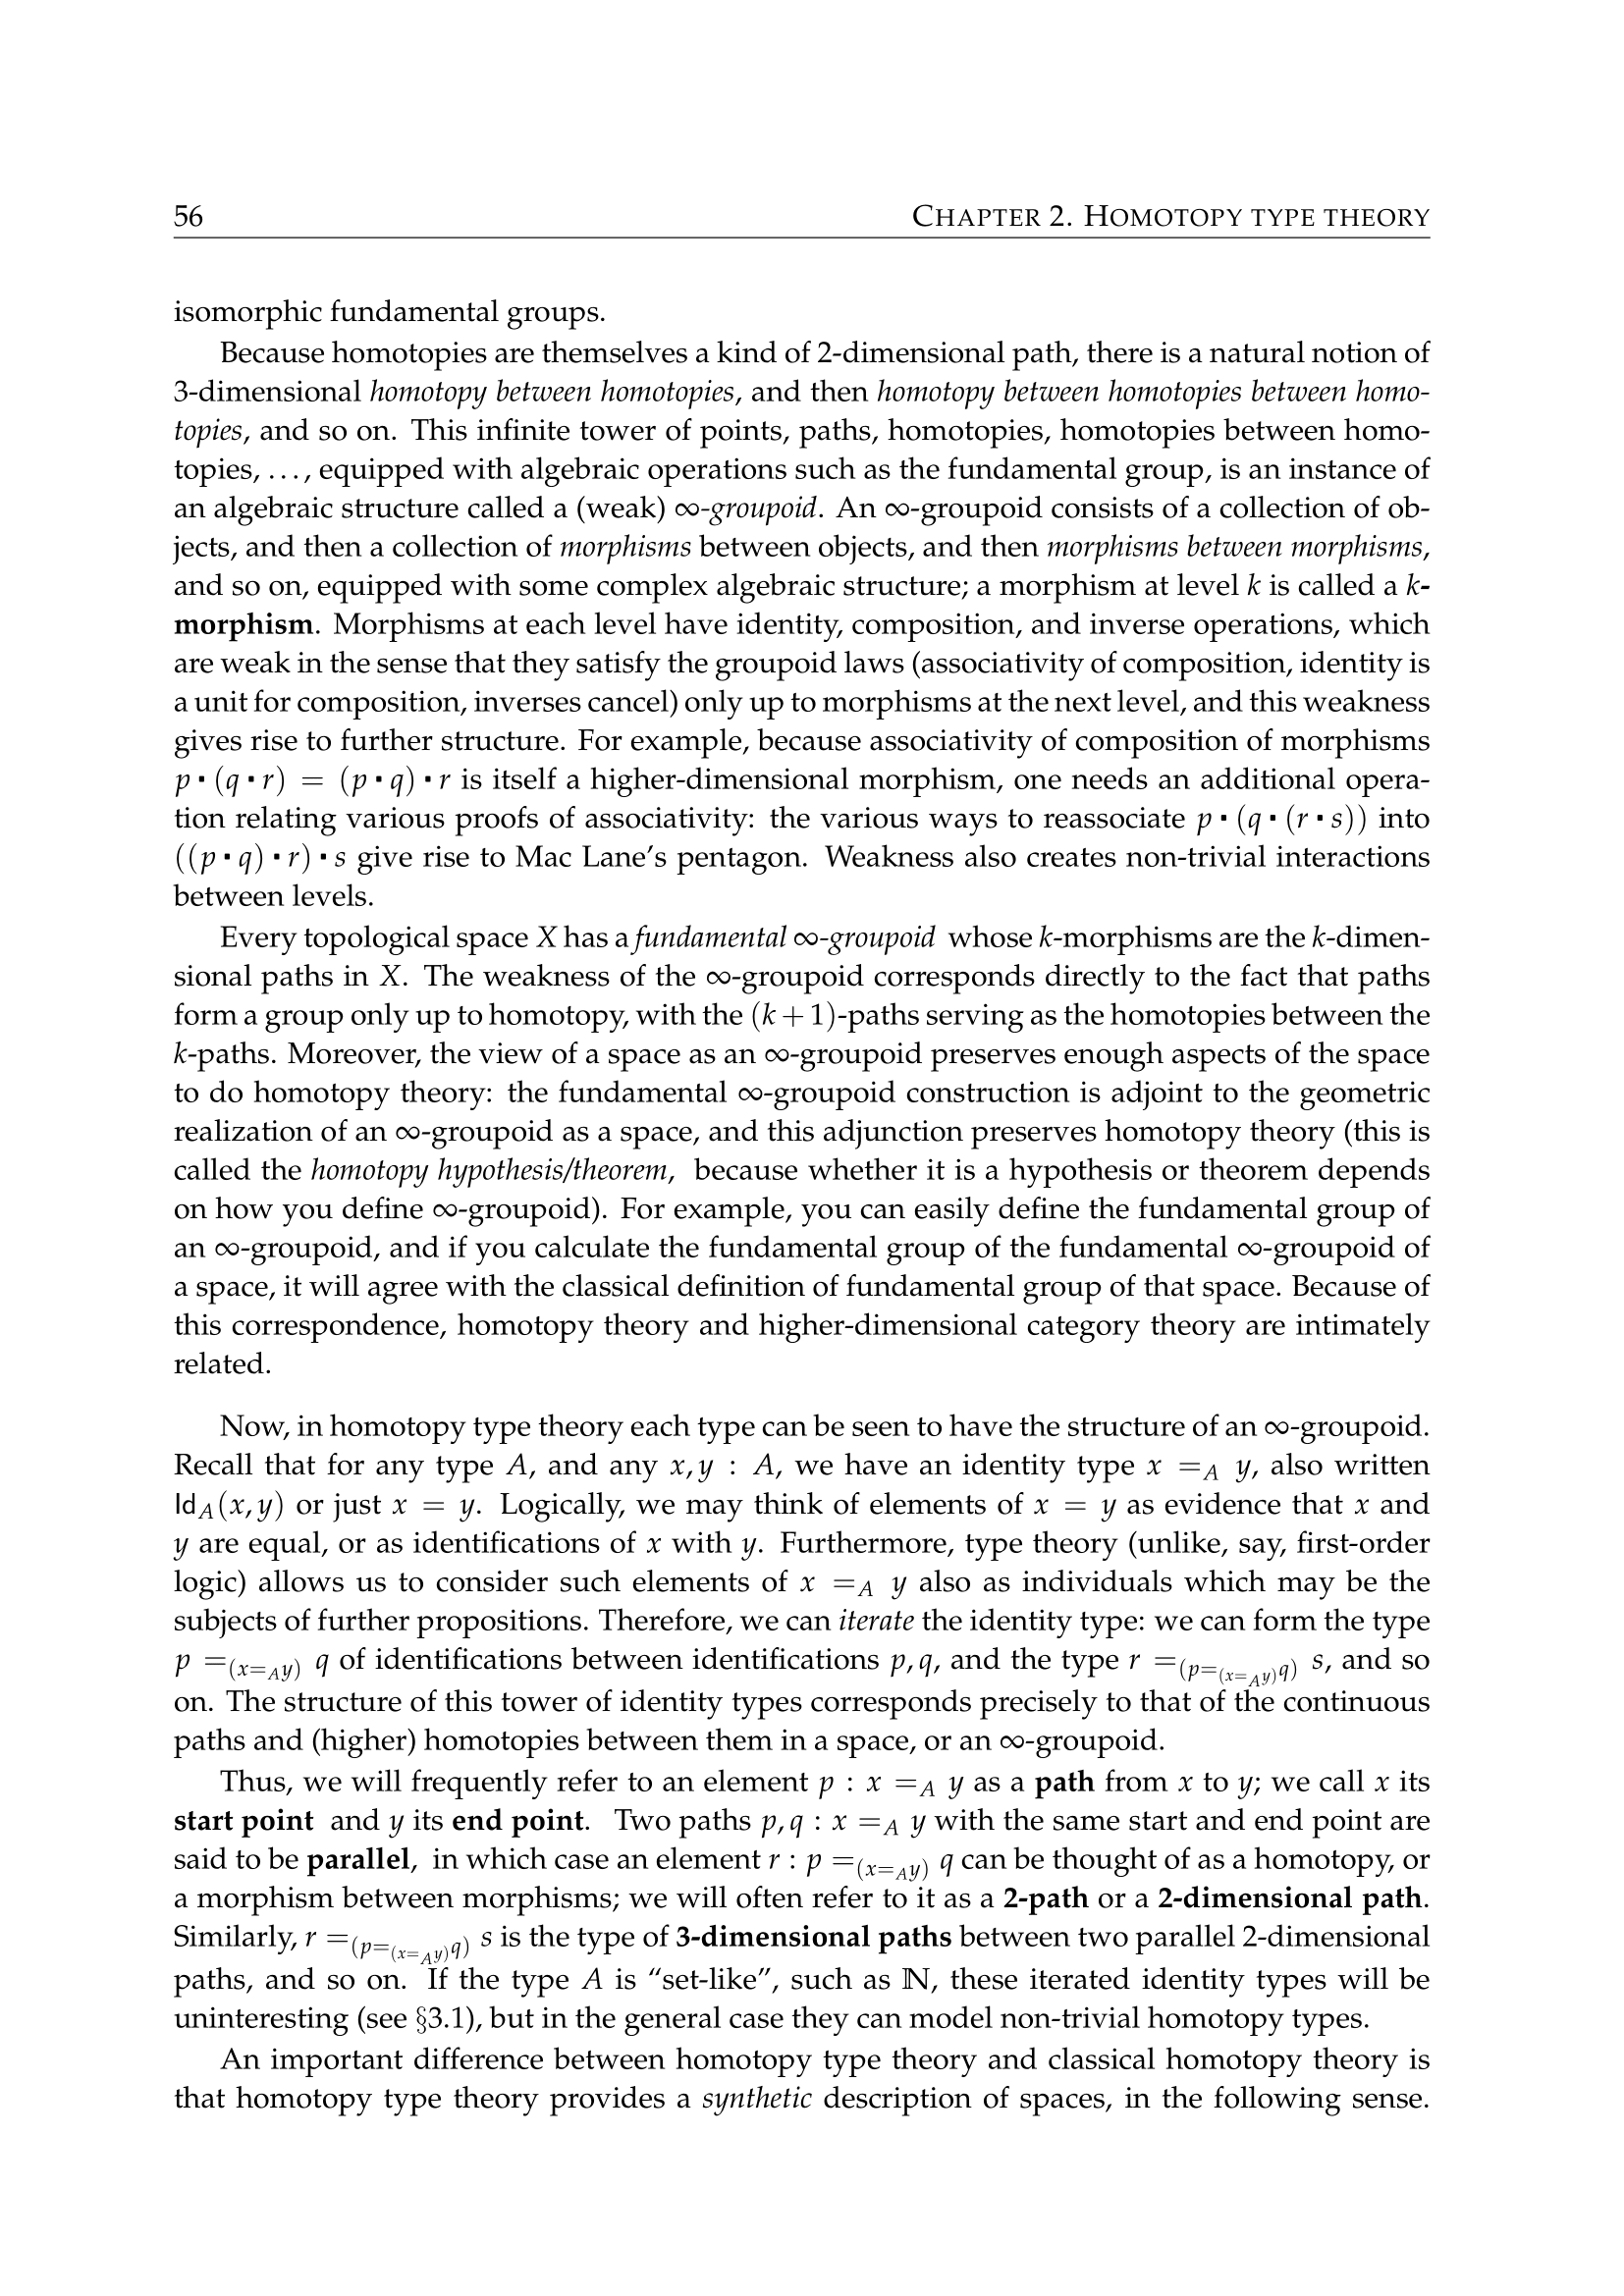 56 CHAPTER 2. HOMOTOPY TYPE THEORY
isomorphic fundamental groups.
Because homotopies are themselves a kind of 2-dimensional path, there is a natural notion of
3-dimensional homotopy between homotopies, and then homotopy between homotopies between homo-
topies, and so on. This infinite tower of points, paths, homotopies, homotopies between homo-
topies, ..., equipped with algebraic operations such as the fundamental group, is an instance of
an algebraic structure called a (weak) ∞-groupoid. An ∞-groupoid consists of a collection of ob-
jects, and then a collection of morphisms between objects, and then morphisms between morphisms,
and so on, equipped with some complex algebraic structure; a morphism at level k is called a k-
morphism. Morphisms at each level have identity, composition, and inverse operations, which
are weak in the sense that they satisfy the groupoid laws (associativity of composition, identity is
a unit for composition, inverses cancel) only up to morphisms at the next level, and this weakness
gives rise to further structure. For example, because associativity of composition of morphisms
p ▪ (q ▪ r) = (p ▪ q) ▪ r is itself a higher-dimensional morphism, one needs an additional opera-
tion relating various proofs of associativity: the various ways to reassociate p ▪ (q ▪ (r ▪ s)) into
((p ▪ q) ▪ r) ▪ s give rise to Mac Lane’s pentagon. Weakness also creates non-trivial interactions
between levels.
Every topological space X has a fundamental ∞-groupoid whose k-morphisms are the k-dimen-
sional paths in X. The weakness of the ∞-groupoid corresponds directly to the fact that paths
form a group only up to homotopy, with the (k + 1)-paths serving as the homotopies between the
k-paths. Moreover, the view of a space as an ∞-groupoid preserves enough aspects of the space
to do homotopy theory: the fundamental ∞-groupoid construction is adjoint to the geometric
realization of an ∞-groupoid as a space, and this adjunction preserves homotopy theory (this is
called the homotopy hypothesis/theorem, because whether it is a hypothesis or theorem depends
on how you define ∞-groupoid). For example, you can easily define the fundamental group of
an ∞-groupoid, and if you calculate the fundamental group of the fundamental ∞-groupoid of
a space, it will agree with the classical definition of fundamental group of that space. Because of
this correspondence, homotopy theory and higher-dimensional category theory are intimately
related.
Now, in homotopy type theory each type can be seen to have the structure of an ∞-groupoid.
Recall that for any type A, and any x, y : A, we have an identity type x =_A y, also written
Id_A(x, y) or just x = y. Logically, we may think of elements of x = y as evidence that x and
y are equal, or as identifications of x with y. Furthermore, type theory (unlike, say, first-order
logic) allows us to consider such elements of x =_A y also as individuals which may be the
subjects of further propositions. Therefore, we can iterate the identity type: we can form the type
p =_(x=_A y) q of identifications between identifications p, q, and the type r =_(p=_(x=_A y) q) s, and so
on. The structure of this tower of identity types corresponds precisely to that of the continuous
paths and (higher) homotopies between them in a space, or an ∞-groupoid.
Thus, we will frequently refer to an element p : x =_A y as a path from x to y; we call x its
start point and y its end point. Two paths p, q : x =_A y with the same start and end point are
said to be parallel, in which case an element r : p =_(x=_A y) q can be thought of as a homotopy, or
a morphism between morphisms; we will often refer to it as a 2-path or a 2-dimensional path.
Similarly, r =_(p=_(x=_A y) q) s is the type of 3-dimensional paths between two parallel 2-dimensional
paths, and so on. If the type A is “set-like”, such as ℕ, these iterated identity types will be
uninteresting (see §3.1), but in the general case they can model non-trivial homotopy types.
An important difference between homotopy type theory and classical homotopy theory is
that homotopy type theory provides a synthetic description of spaces, in the following sense.